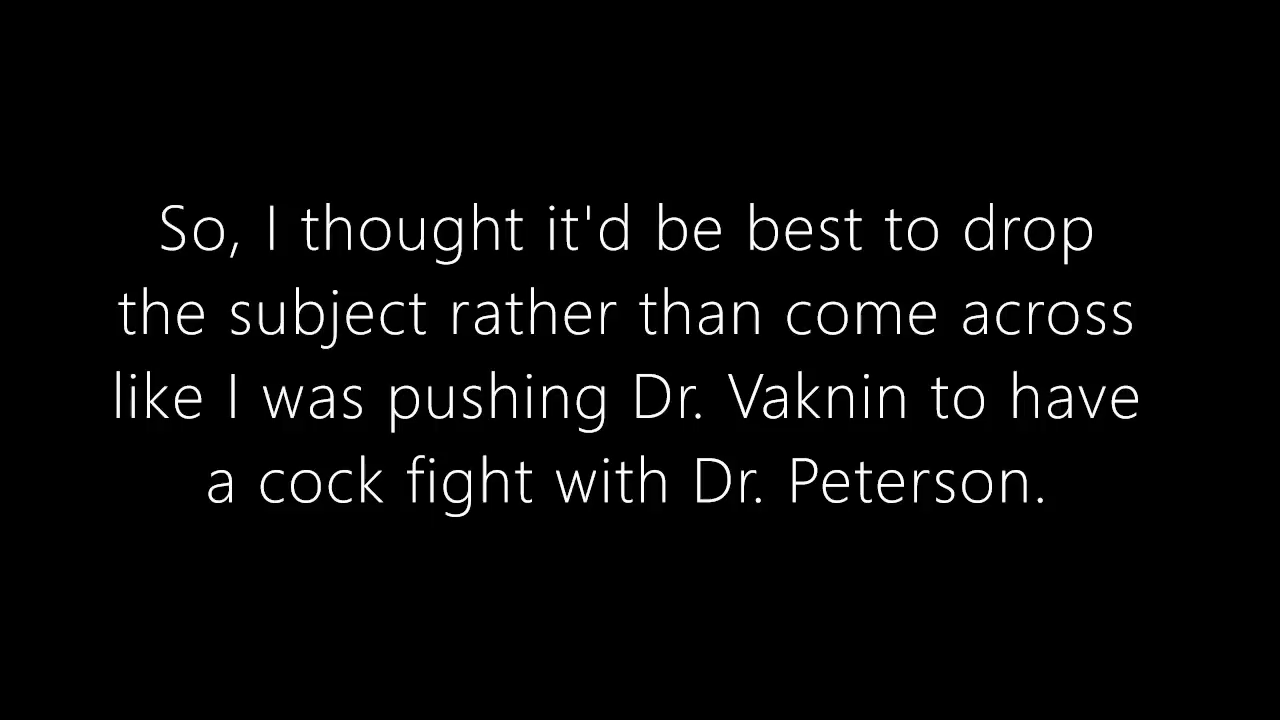 So, I thought it'd be best to drop
the subject rather than come across
like I was pushing Dr. Vaknin to have
a cock fight with Dr. Peterson.